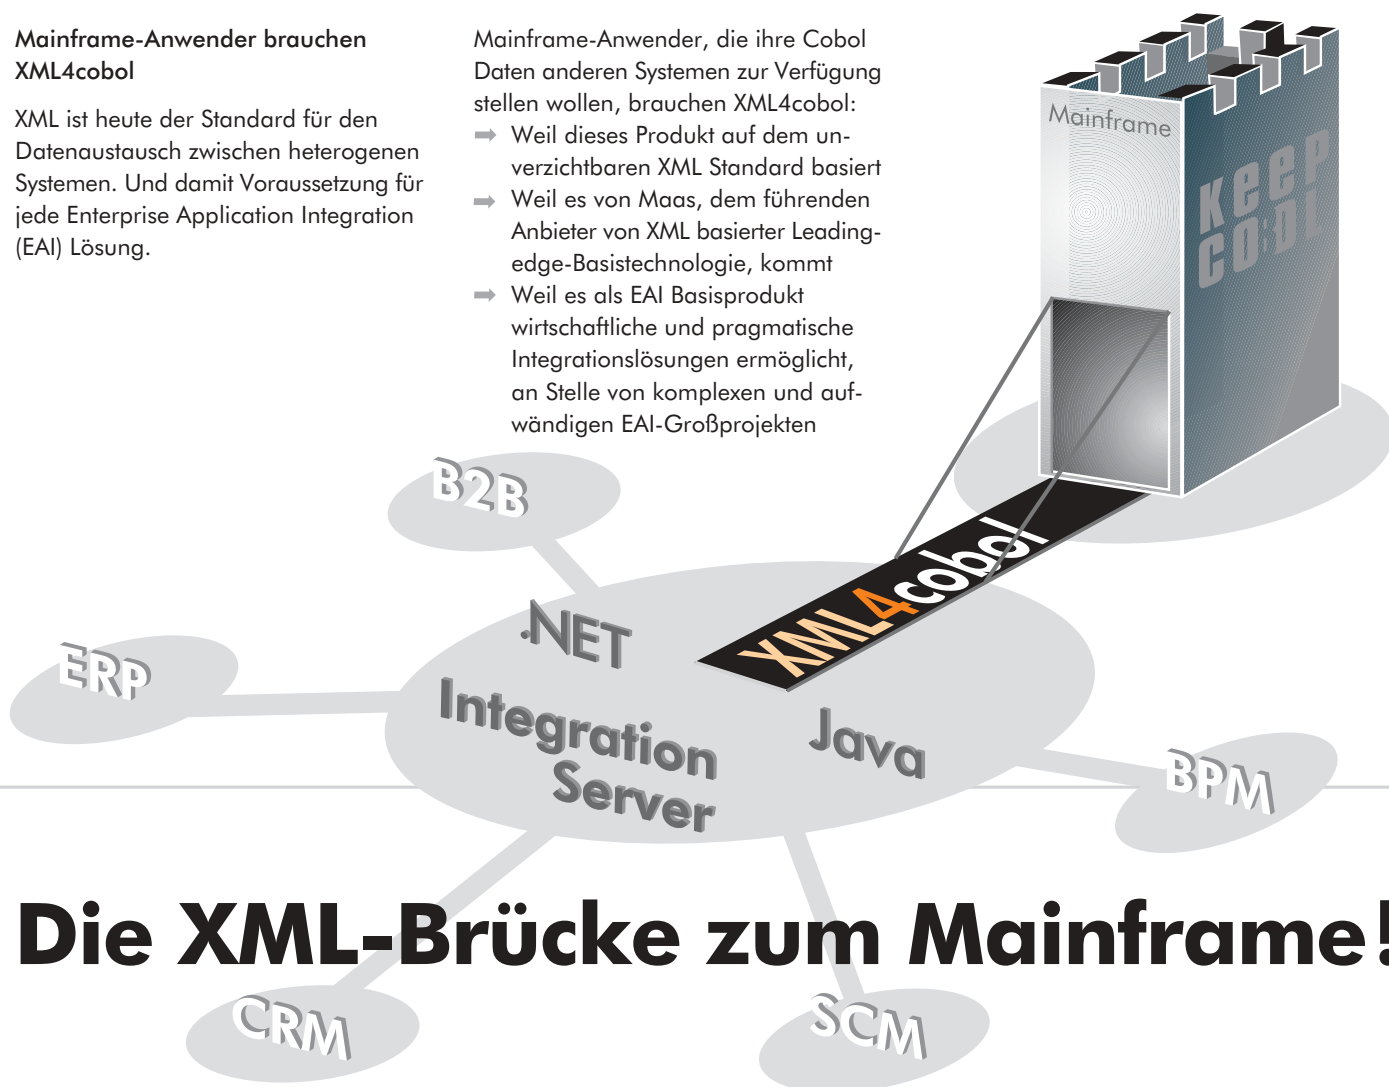 Mainframe-Anwender brauchen
XML4cobol
XML ist heute der Standard für den
Datenaustausch zwischen heterogenen
Systemen. Und damit Voraussetzung für
jede Enterprise Application Integration
(EAI) Lösung.
Mainframe-Anwender, die ihre Cobol
Daten anderen Systemen zur Verfügung
stellen wollen, brauchen XML4cobol:
Weil dieses Produkt auf dem un-
verzichtbaren XML Standard basiert
Weil es von Maas, dem führenden
Anbieter von XML basierter Leading-
edge-Basistechnologie, kommt
Weil es als EAI Basisprodukt
wirtschaftliche und pragmatische
Integrationslösungen ermöglicht,
an Stelle von komplexen und auf-
wändigen EAI-Großprojekten
Mainframe
keep
CO:DL
B2B
XML4cobol
.NET
ERP
Integration
Server
Java
BPM
Die XML-Brücke zum Mainframe!
CRM
SCM